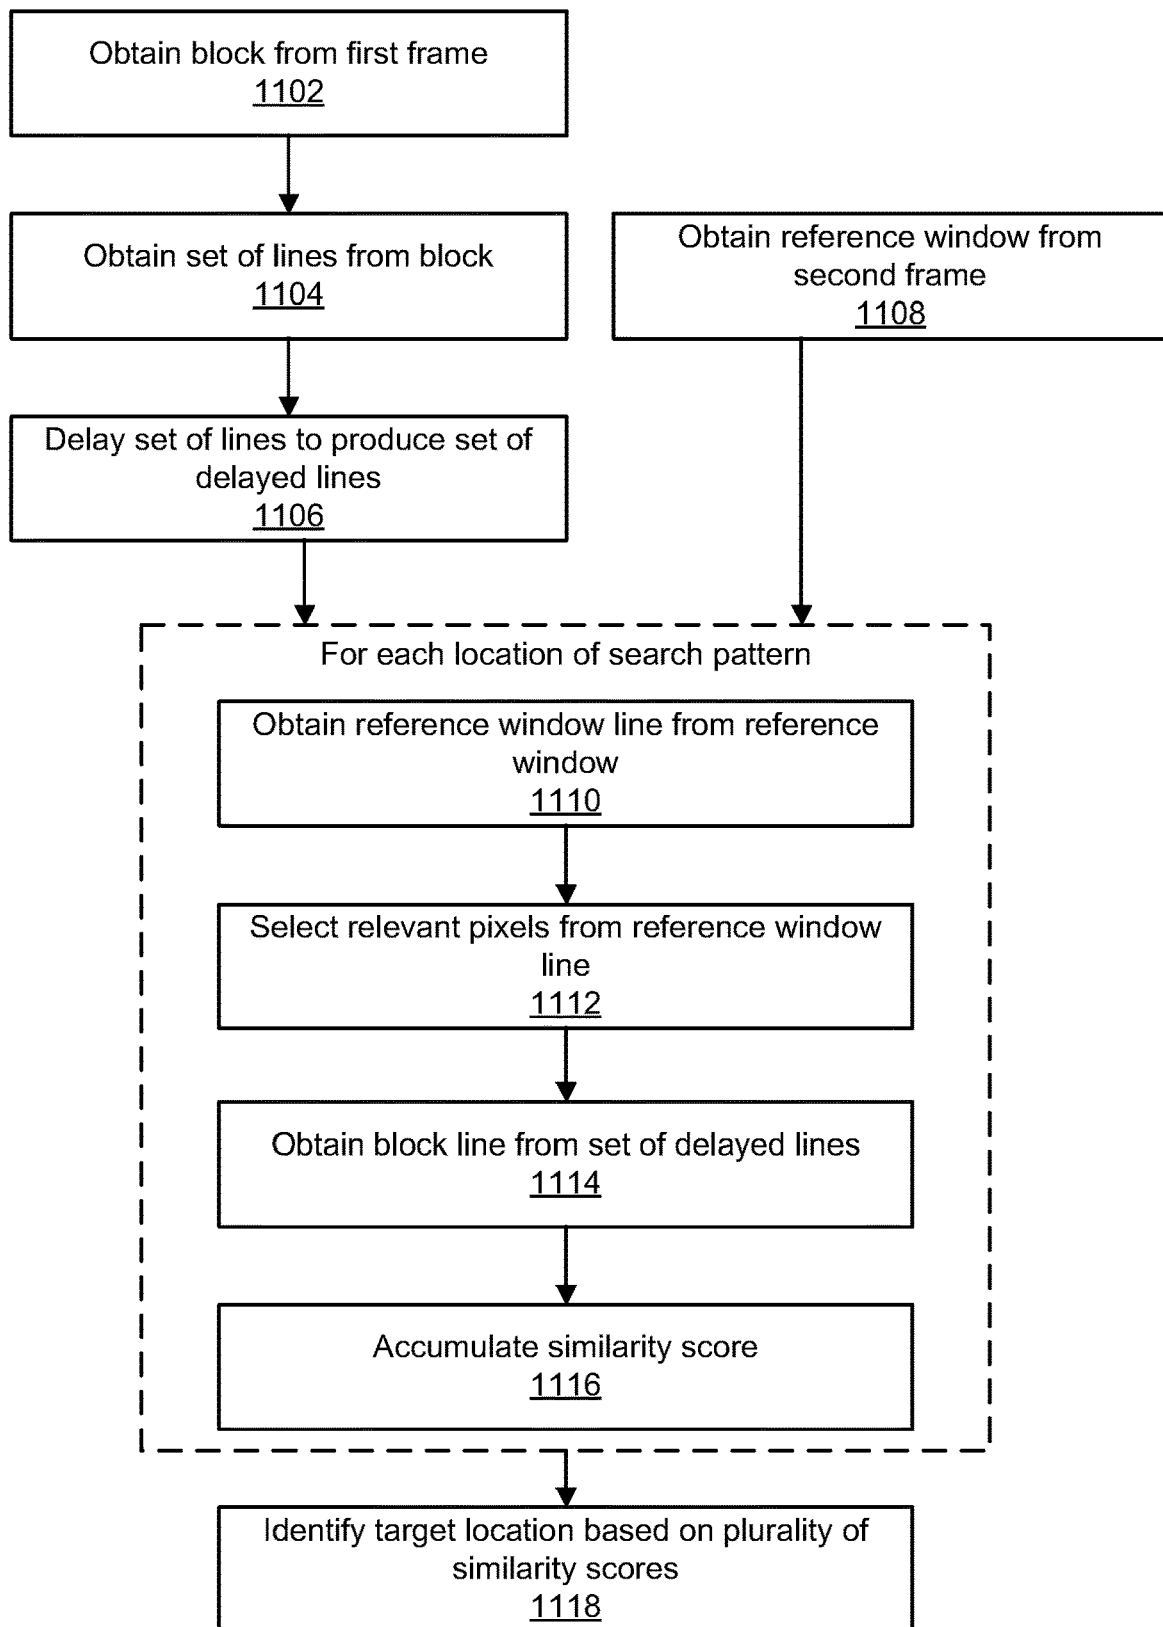 Obtain block from first frame
1102
Obtain set of lines from block
1104
Obtain reference window from
second frame
1108
Delay set of lines to produce set of
delayed lines
1106
For each location of search pattern
Obtain reference window line from reference
window
1110
Select relevant pixels from reference window
line
1112
Obtain block line from set of delayed lines
1114
Accumulate similarity score
1116
Identify target location based on plurality of
similarity scores
1118